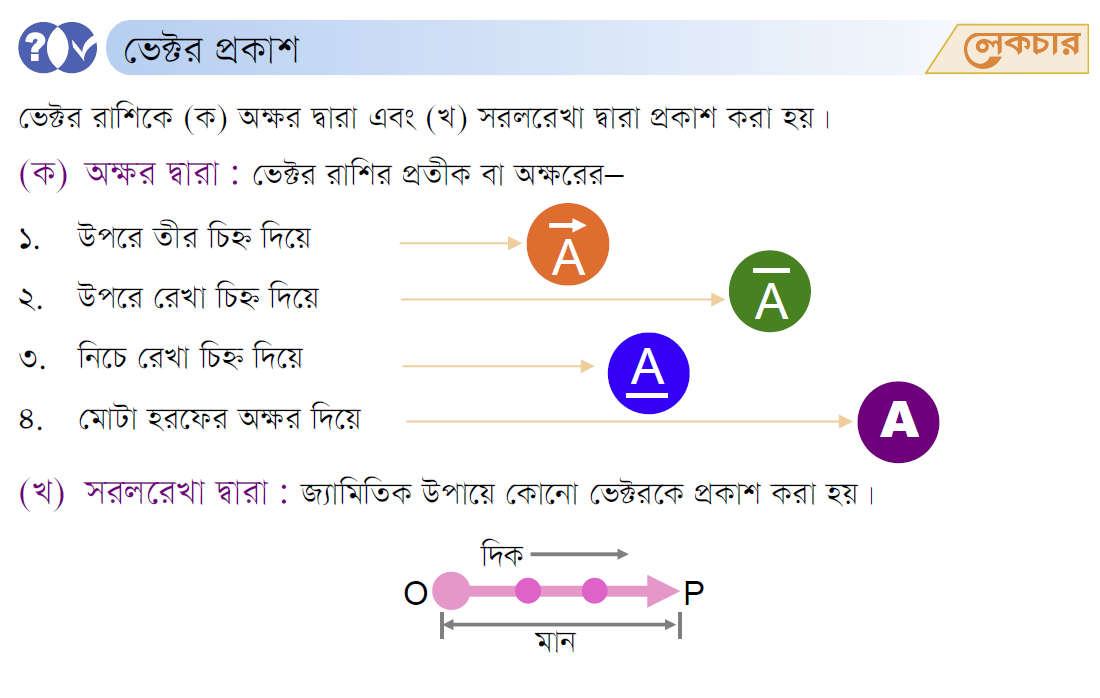 ভেক্টর প্রকাশ
লেকচার
ভেক্টর রাশিকে (ক) অক্ষর দ্বারা এবং (খ) সরলরেখা দ্বারা প্রকাশ করা হয়।
(ক) অক্ষর দ্বারা : ভেক্টর রাশির প্রতীক বা অক্ষরের–
১. উপরে তীর চিহ্ন দিয়ে A⃗
২. উপরে রেখা চিহ্ন দিয়ে A̅
৩. নিচে রেখা চিহ্ন দিয়ে A̲
৪. মোটা হরফের অক্ষর দিয়ে A
(খ) সরলরেখা দ্বারা : জ্যামিতিক উপায়ে কোনো ভেক্টরকে প্রকাশ করা হয়।
দিক
O P
মান